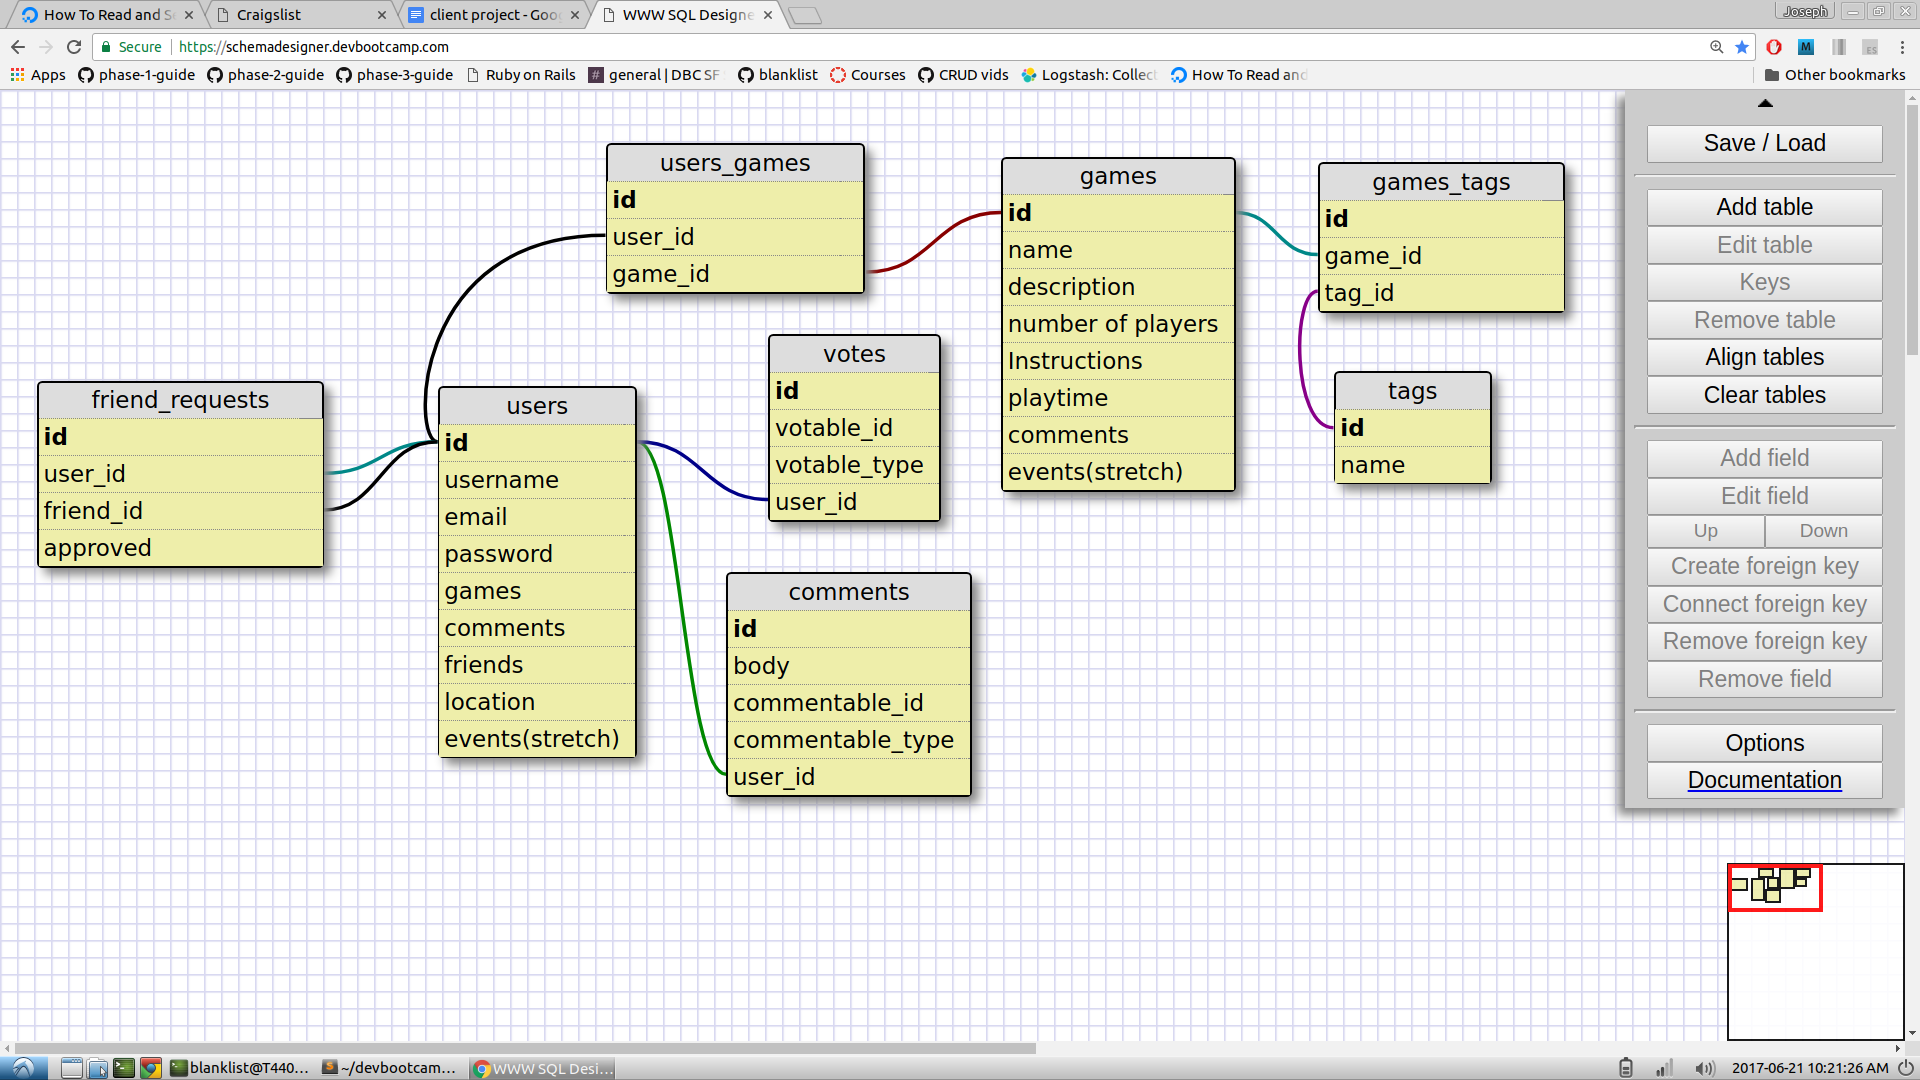 How To Read and S
Craigslist
client project - Goo
WWW SQL Designe
Joseph
Secure
https://schemadesigner.devbootcamp.com
Apps
phase-1-guide
phase-2-guide
phase-3-guide
Ruby on Rails
general | DBC SF
blanklist
Courses
CRUD vids
Logstash: Collect
How To Read and
Other bookmarks
users_games
id
user_id
game_id
games
id
name
description
number of players
Instructions
playtime
comments
events(stretch)
games_tags
id
game_id
tag_id
votes
id
votable_id
votable_type
user_id
tags
id
name
friend_requests
id
user_id
friend_id
approved
users
id
username
email
password
games
comments
friends
location
events(stretch)
comments
id
body
commentable_id
commentable_type
user_id
Save / Load
Add table
Edit table
Keys
Remove table
Align tables
Clear tables
Add field
Edit field
Up
Down
Create foreign key
Connect foreign key
Remove foreign key
Remove field
Options
Documentation
blanklist@T440...
~/devbootcam...
WWW SQL Desi...
2017-06-21 10:21:26 AM